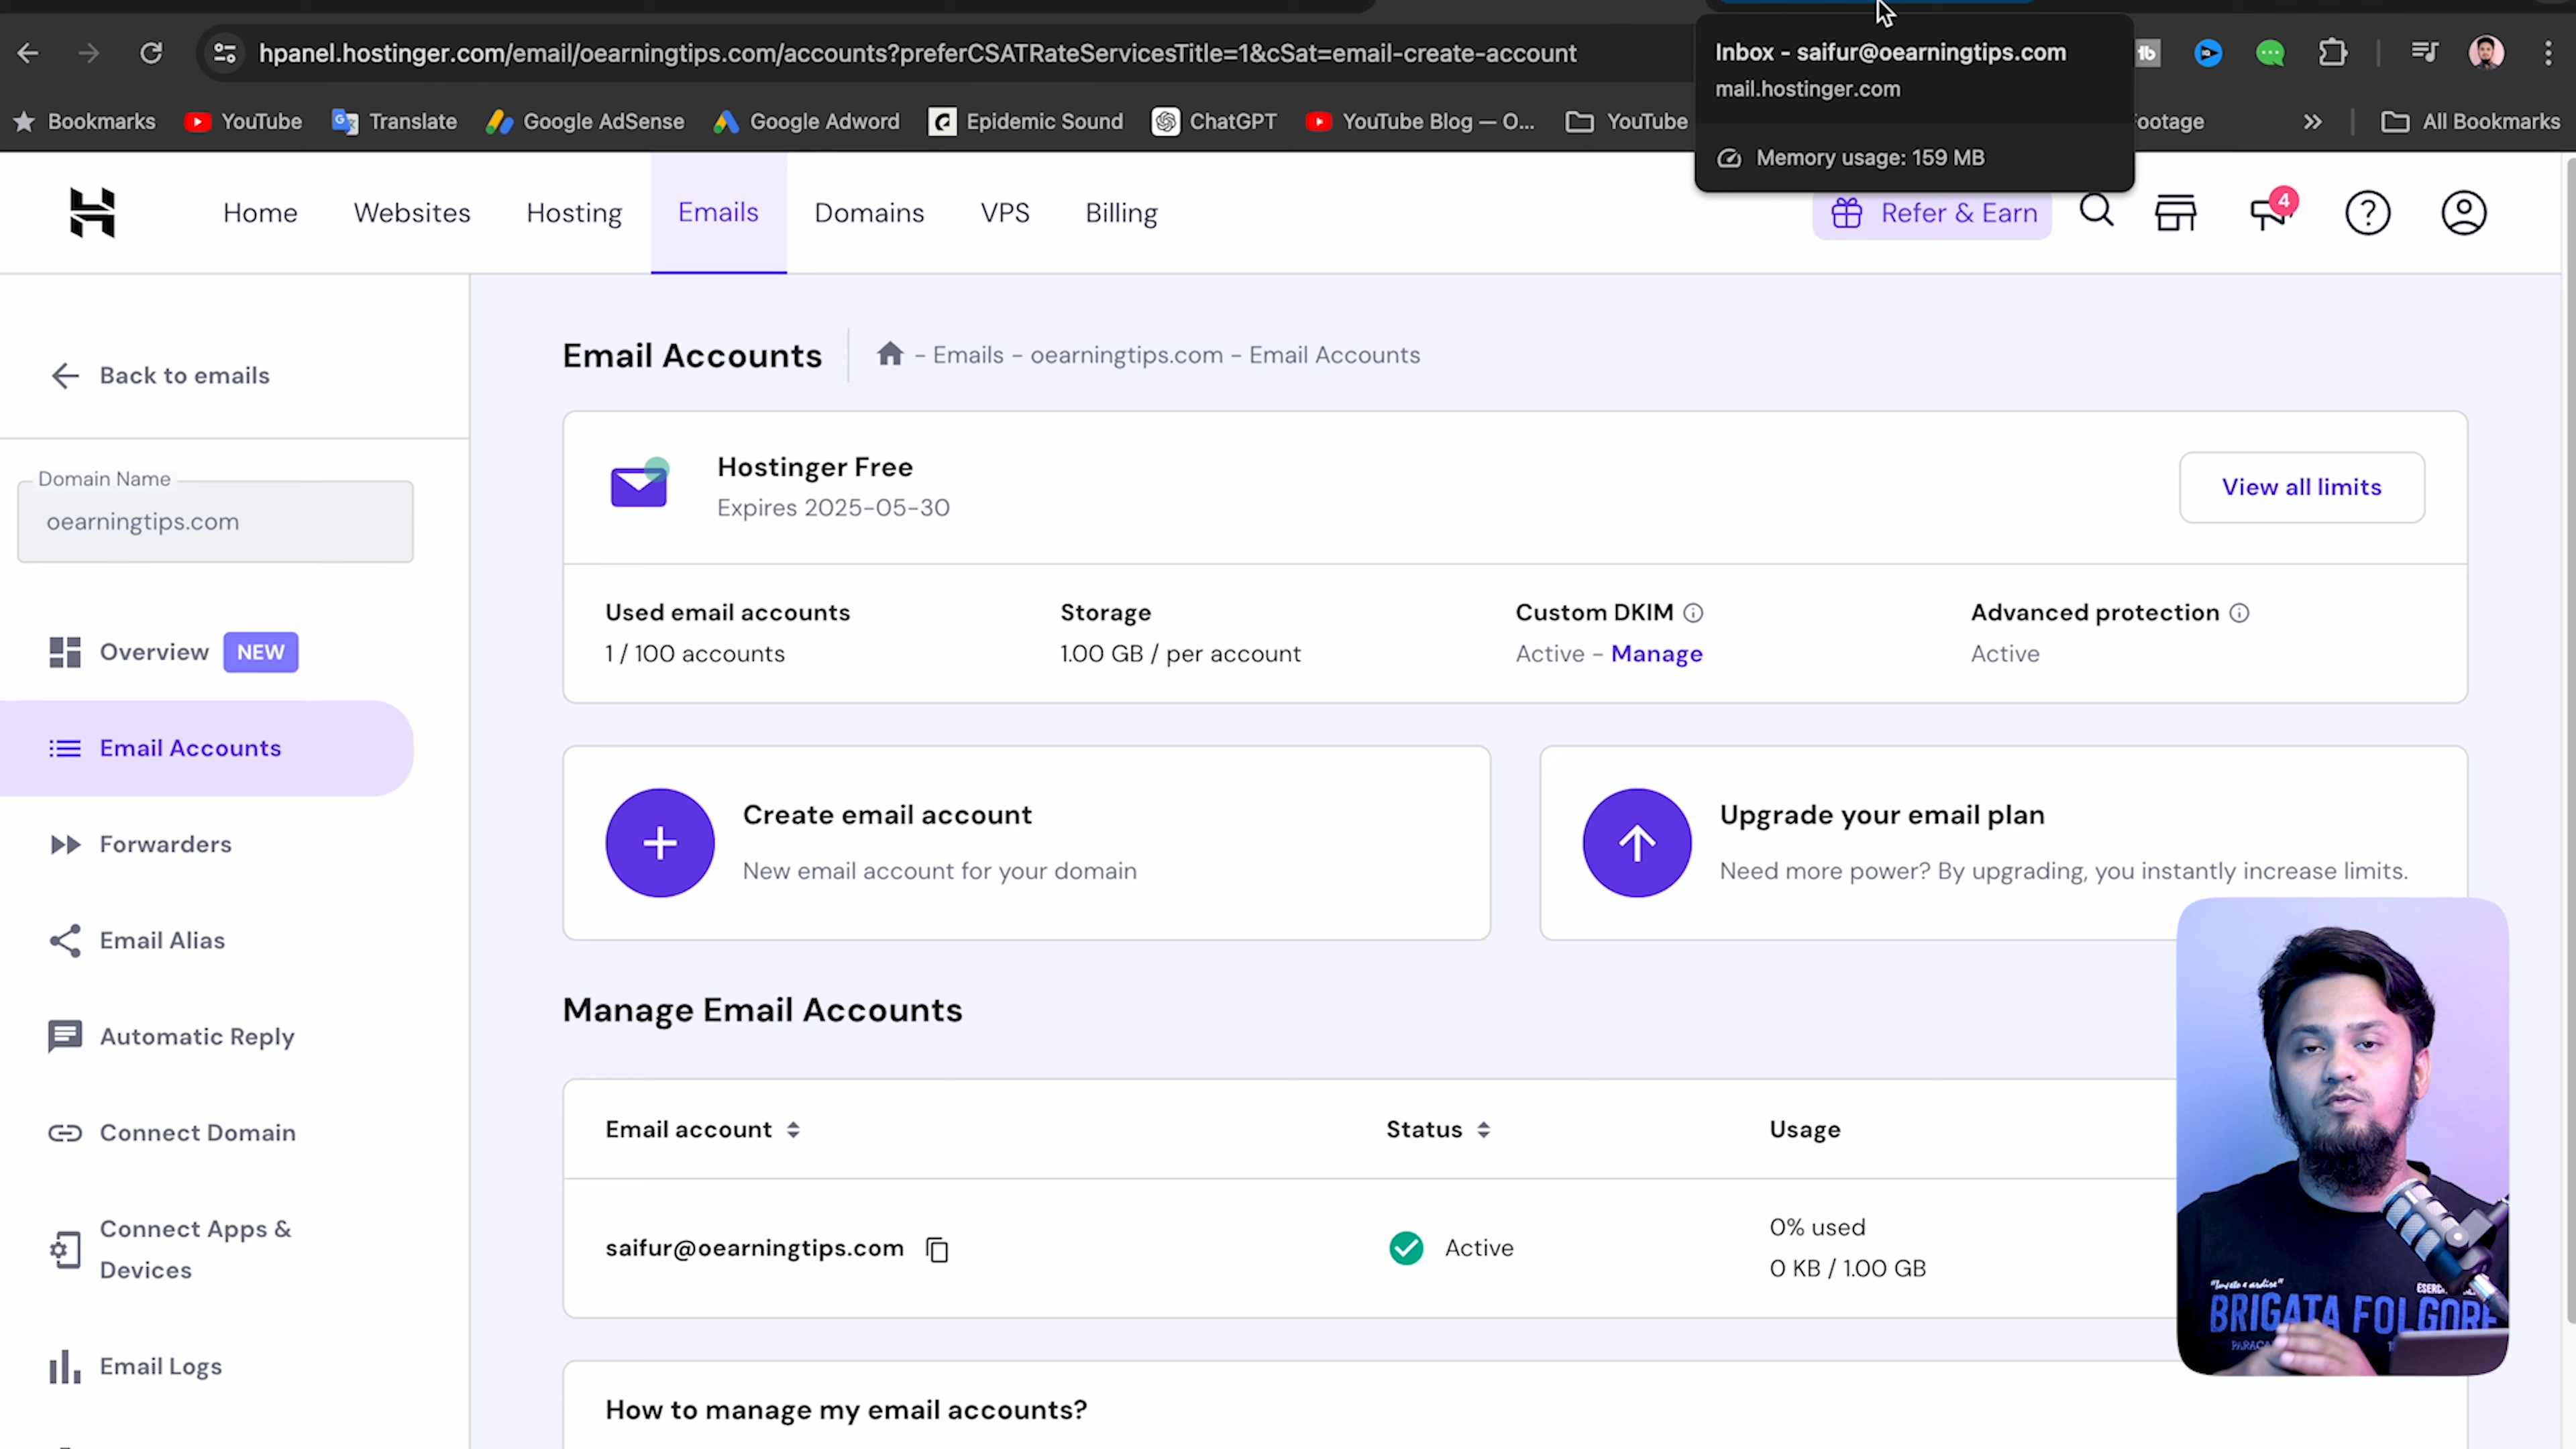 Inbox - saifur@oearningtips.com
hpanel.hostinger.com/email/oearningtips.com/accounts?preferCSATRateServicesTitle=1&cSat=email-create-account
mail.hostinger.com
Memory usage: 159 MB
Bookmarks YouTube Translate Google AdSense Google Adword Epidemic Sound ChatGPT YouTube Blog — O... YouTube Footage All Bookmarks
Home Websites Hosting Emails Domains VPS Billing Refer & Earn 4
Back to emails
Domain Name
oearningtips.com
Overview NEW
Email Accounts
Forwarders
Email Alias
Automatic Reply
Connect Domain
Connect Apps &
Devices
Email Logs
Email Accounts - Emails - oearningtips.com - Email Accounts
Hostinger Free
Expires 2025-05-30
View all limits
Used email accounts Storage Custom DKIM Advanced protection
1 / 100 accounts 1.00 GB / per account Active - Manage Active
Create email account
New email account for your domain
Upgrade your email plan
Need more power? By upgrading, you instantly increase limits.
Manage Email Accounts
Email account Status Usage
saifur@oearningtips.com Active
0% used
0 KB / 1.00 GB
How to manage my email accounts?
BRIGATA FOLGORE